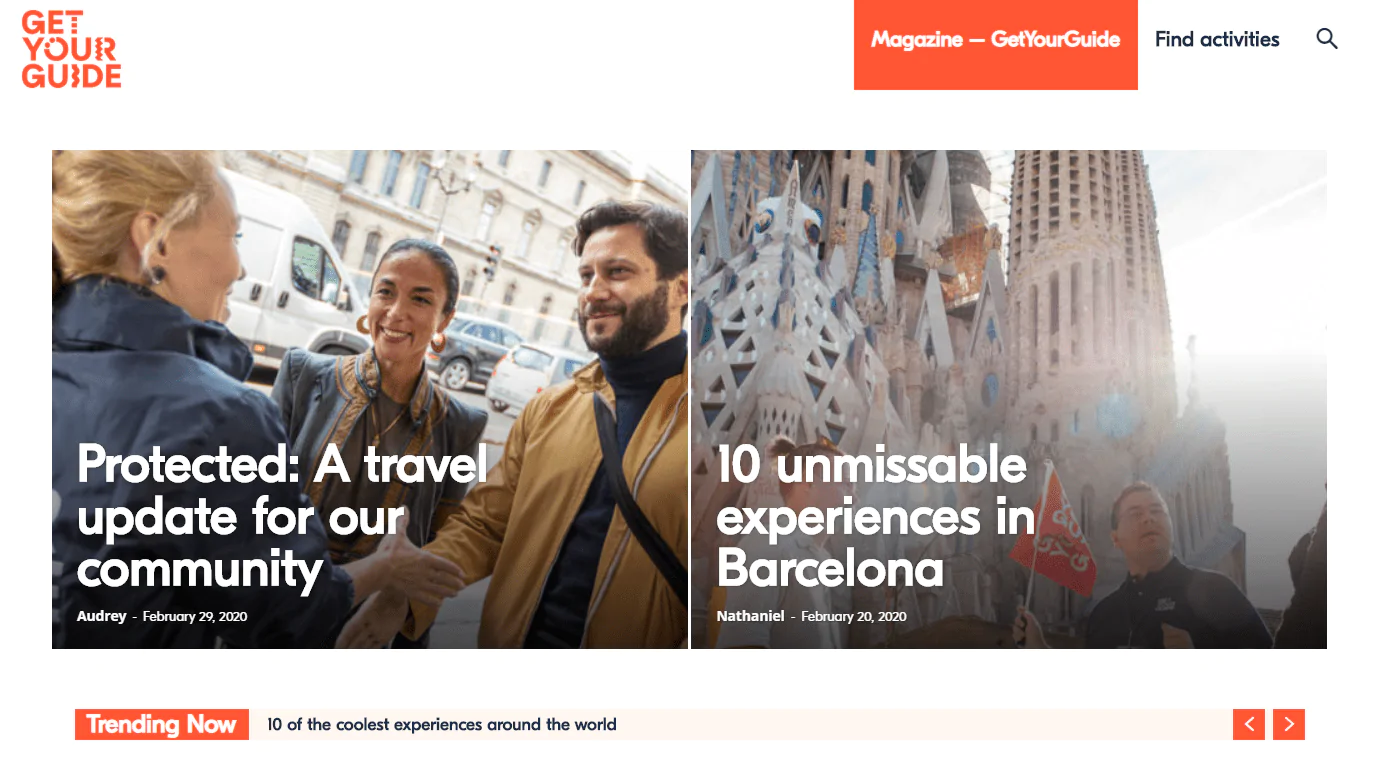 GET
YOUR
GUIDE
Magazine – GetYourGuide
Find activities
Protected: A travel
update for our
community
Audrey - February 29, 2020
10 unmissable
experiences in
Barcelona
Nathaniel - February 20, 2020
Trending Now
10 of the coolest experiences around the world